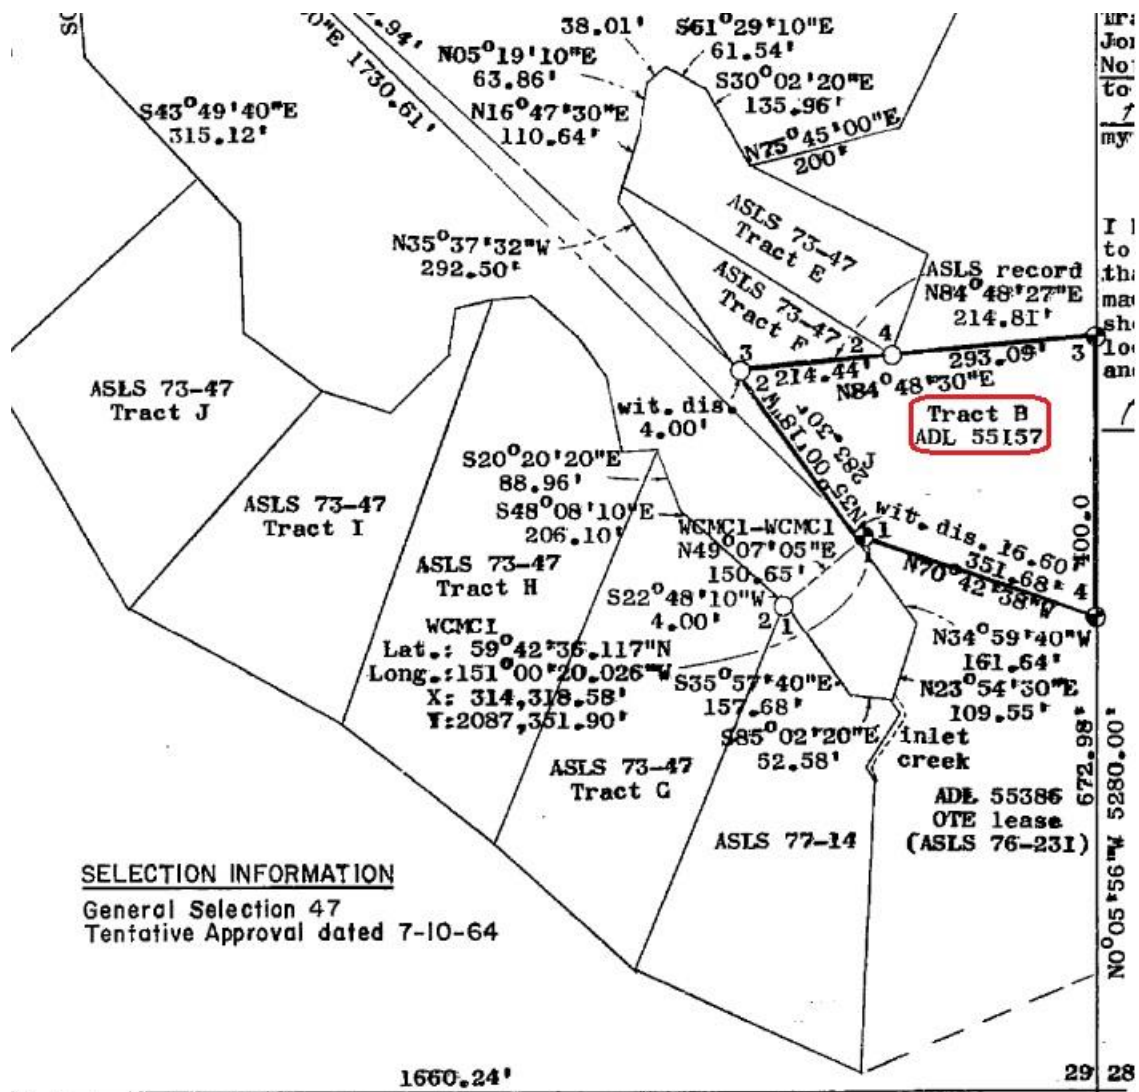 38.01'
S61°29'10"E
61.54'
N05°19'10"E
63.86'
S30°02'20"E
135.96'
N16°47'30"E
110.64'
0"E 1730.61'
.94'
S43°49'40"E
315.12'
N75°45'00"E
200'
my
to
I
to
N35°37'32"W
292.50'
ASLS 73-47
Tract E
ASLS record
N84°48'27"E
214.81'
ASLS 73-47
Tract F
2
4
3
3
2
214.44'
293.09'
N84°48'30"E
ASLS 73-47
Tract J
wit. dis.
4.00'
Tract B
ADL 55157
N35°00'18"W
283.30'
S20°20'20"E
88.96'
ASLS 73-47
Tract I
S48°08'10"E
206.10'
WCMC1-WCMC1
N49°07'05"E
150.65'
1
wit. dis. 16.60'
351.68'
N70°42'38"W
400.0
4
ASLS 73-47
Tract H
S22°48'10"W
4.00'
2
1
WCMC1
Lat.: 59°42'36.117"N
Long.:151°00'20.026"W
X: 314,318.58'
Y:2087,351.90'
N34°59'40"W
161.64'
S35°57'40"E
157.68'
N23°54'30"E
109.55'
S85°02'20"E
52.58'
inlet
creek
ASLS 73-47
Tract G
672.98'
N0°05'56"W 5280.00'
ADL 55386
OTE lease
(ASLS 76-231)
ASLS 77-14
SELECTION INFORMATION
General Selection 47
Tentative Approval dated 7-10-64
1660.24'
29 28